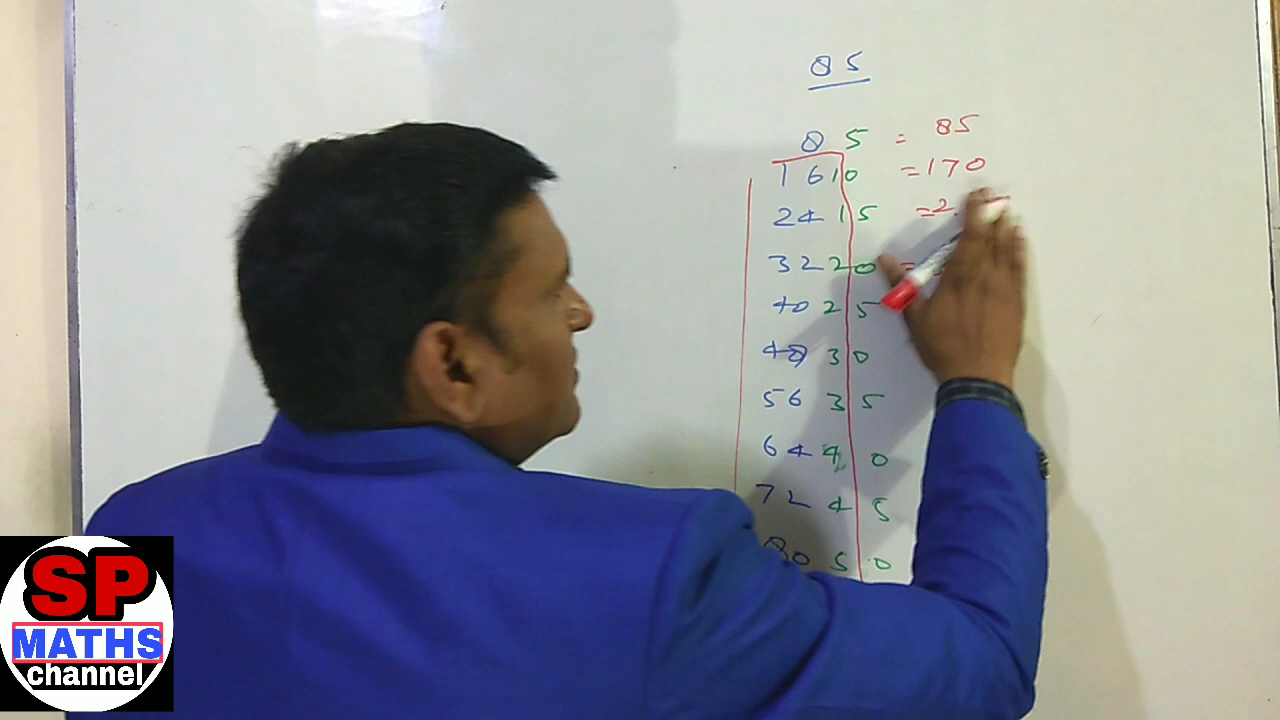 85
8 5 = 85
16 10 = 170
24 15 = 2
32 20 =
40 25
48 30
56 35
64 40
72 45
80 50
SP
MATHS
channel